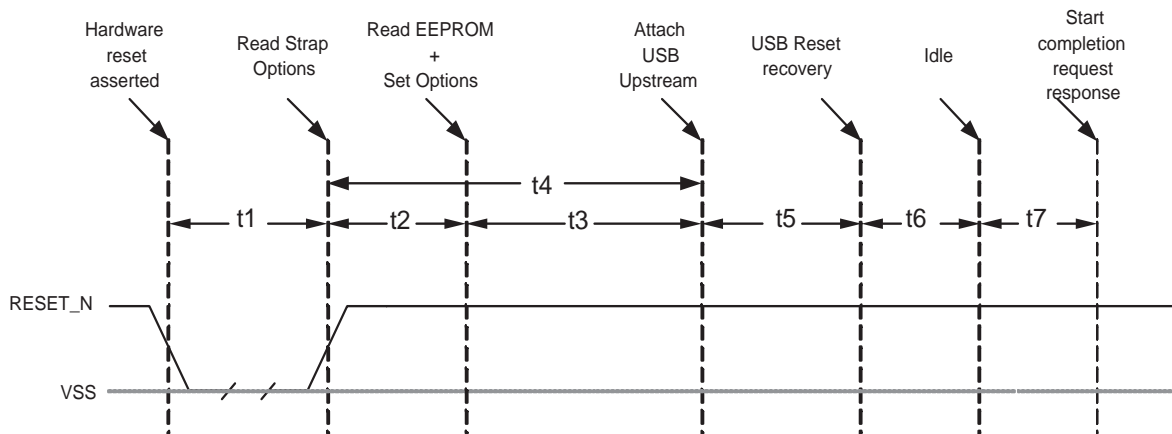 Hardware
reset
asserted
Read Strap
Options
Read EEPROM
+
Set Options
Attach
USB
Upstream
USB Reset
recovery
Idle
Start
completion
request
response
t4
t1
t2
t3
t5
t6
t7
RESET_N
VSS